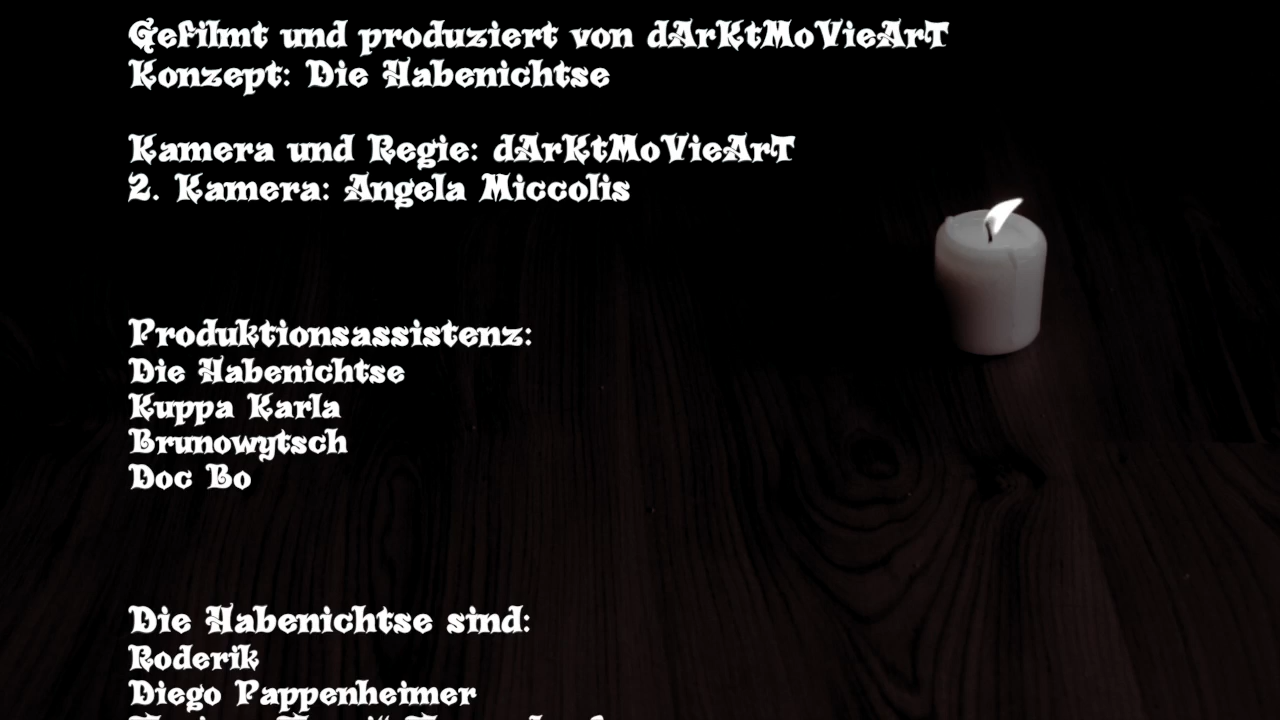 Gefilmt und produziert von dArKtMoVieArT
Konzept: Die Habenichtse
Kamera und Regie: dArKtMoVieArT
2. Kamera: Angela Miccolis
Produktionsassistenz:
Die Habenichtse
Kuppa Karla
Brunowytsch
Doc Bo
Die Habenichtse sind:
Roderik
Diego Pappenheimer